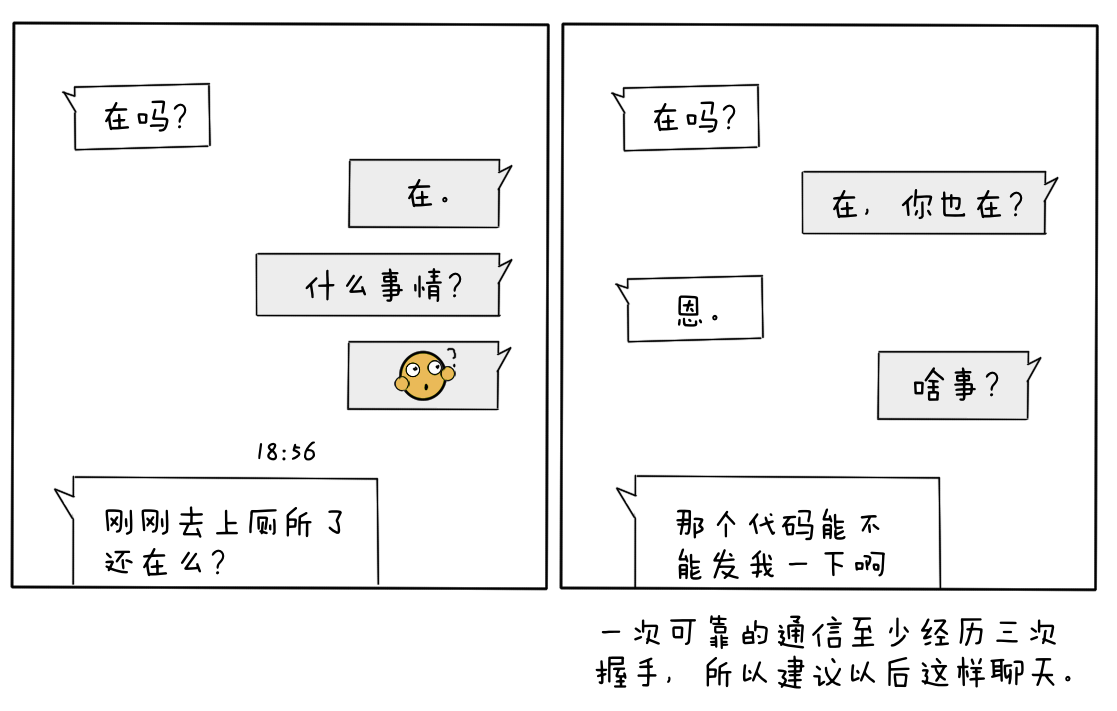 在吗?
在。
什么事情?
18:56
刚刚去上厕所了
还在么?
在吗?
在, 你也在?
恩。
啥事?
那个代码能不
能发我一下啊
一次可靠的通信至少经历三次
握手, 所以建议以后这样聊天。